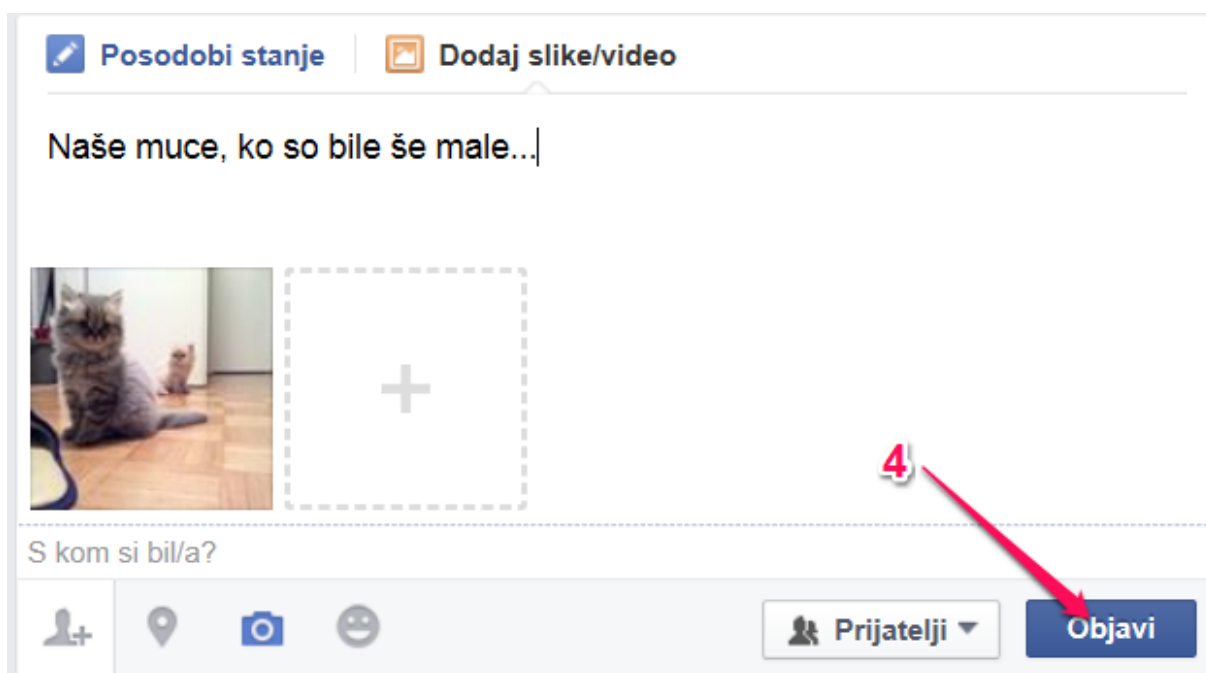 Posodobi stanje Dodaj slike/video
Naše muce, ko so bile še male...
4
S kom si bil/a?
Prijatelji Objavi